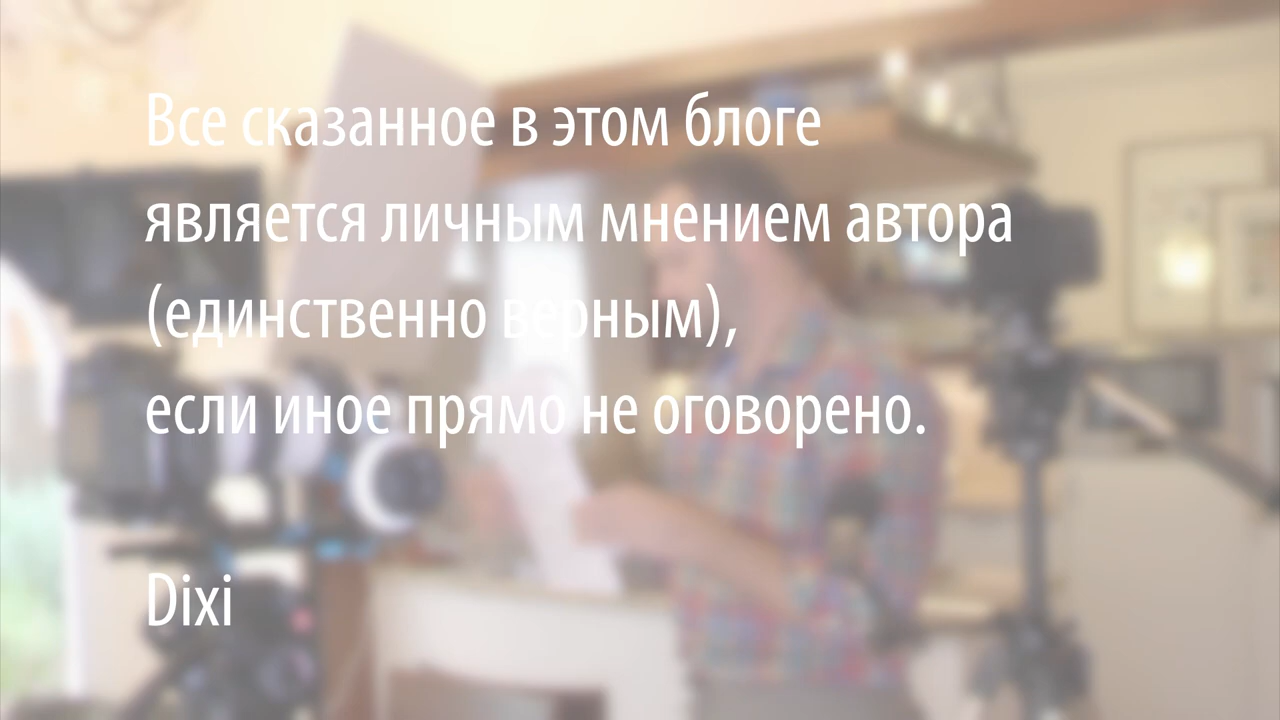 Все сказанное в этом блоге
является личным мнением автора
(единственно верным),
если иное прямо не оговорено.
Dixi